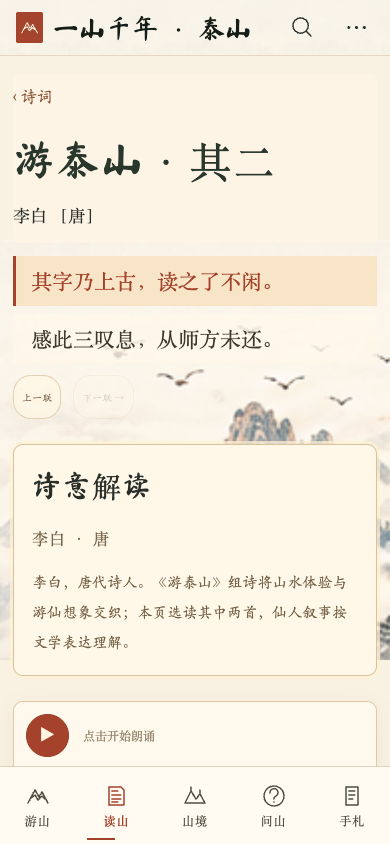 一山千年 · 泰山
‹ 诗词
游泰山 · 其二
李白 [唐]
其字乃上古，读之了不闲。
感此三叹息，从师方未还。
上一联
下一联 →
诗意解读
李白 · 唐
李白，唐代诗人。《游泰山》组诗将山水体验与
游仙想象交织；本页选读其中两首，仙人叙事按
文学表达理解。
点击开始朗诵
游山
读山
山境
问山
手札